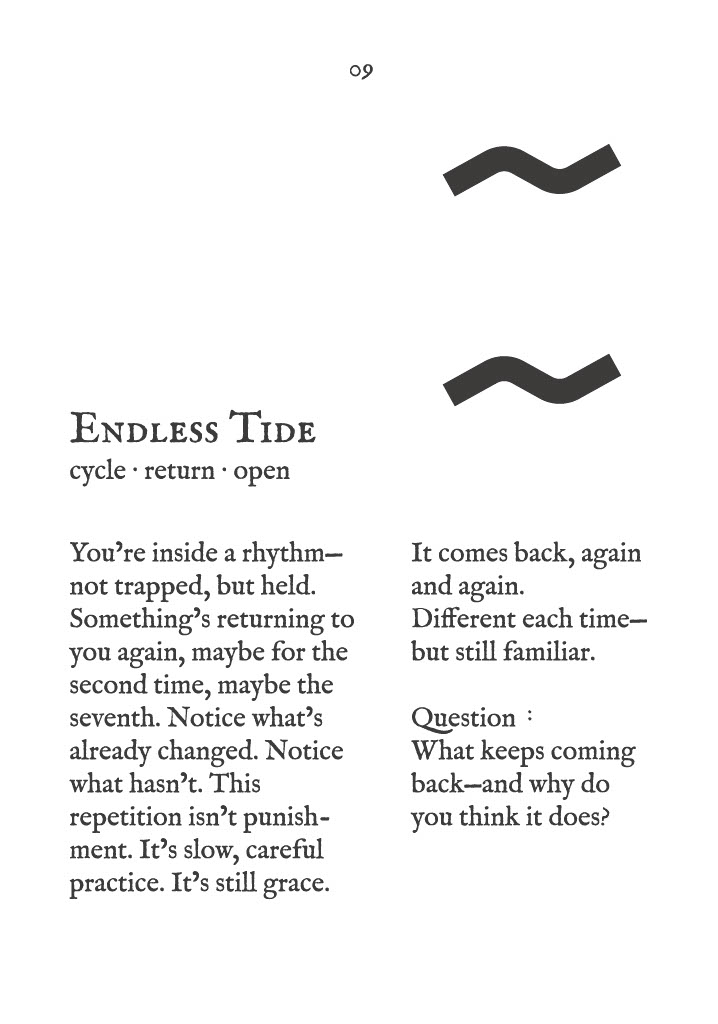 09
Endless Tide
cycle · return · open
You're inside a rhythm—
not trapped, but held.
Something's returning to
you again, maybe for the
second time, maybe the
seventh. Notice what's
already changed. Notice
what hasn't. This
repetition isn't punish-
ment. It's slow, careful
practice. It's still grace.
It comes back, again
and again.
Different each time—
but still familiar.
Question :
What keeps coming
back—and why do
you think it does?